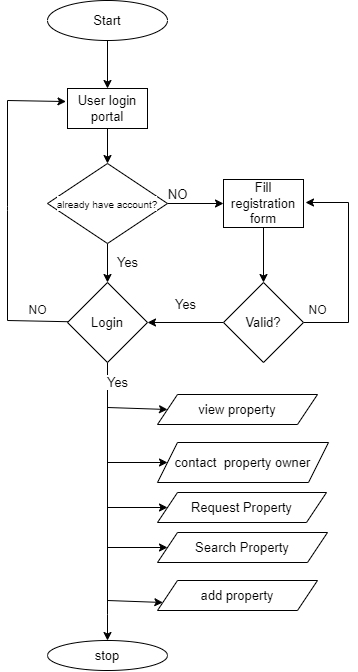 Start
User login
portal
already have account?
NO
Fill
registration
form
Yes
Yes
NO
Login
Valid?
NO
Yes
view property
contact property owner
Request Property
Search Property
add property
stop